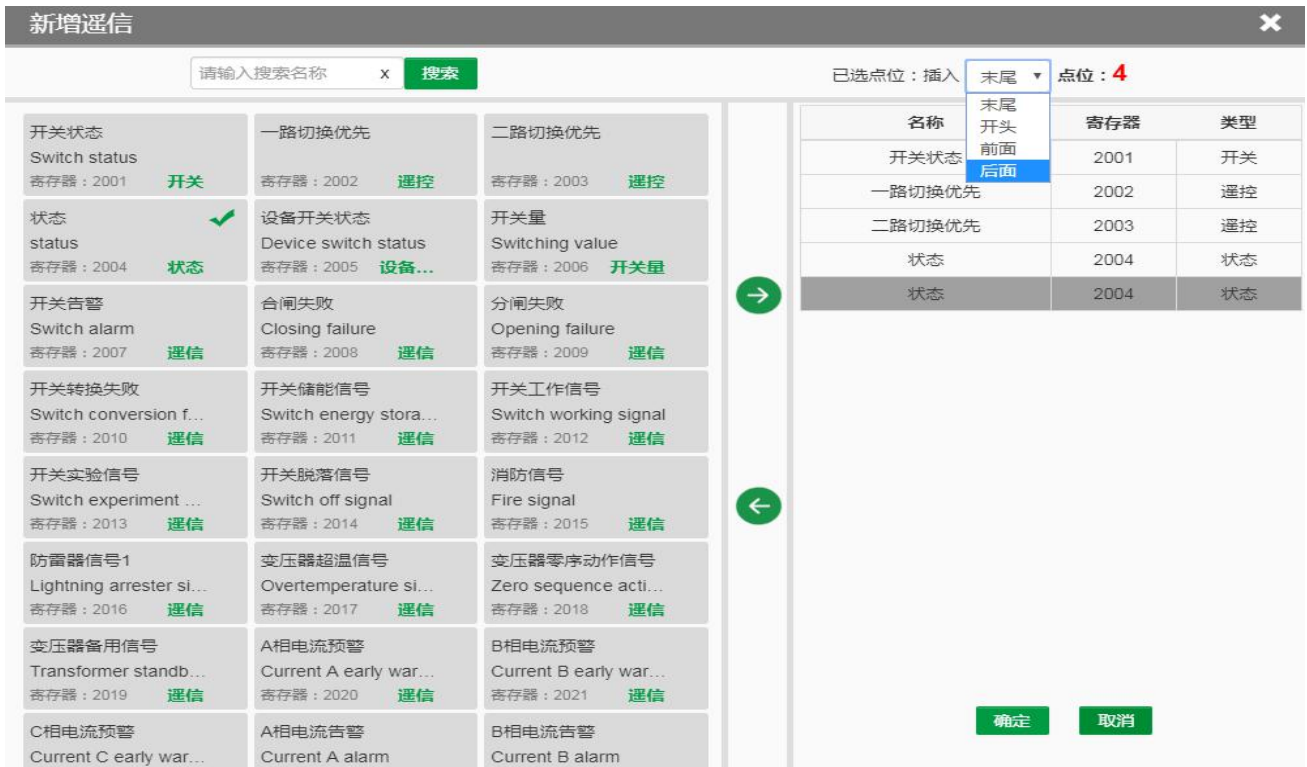 新增遥信
请输入搜索名称 x 搜索
已选点位：插入 末尾 点位：4
末尾
开头
前面
后面
开关状态
Switch status
寄存器：2001 开关
一路切换优先
寄存器：2002 遥控
二路切换优先
寄存器：2003 遥控
状态
status
寄存器：2004 状态
设备开关状态
Device switch status
寄存器：2005 设备...
开关量
Switching value
寄存器：2006 开关量
开关告警
Switch alarm
寄存器：2007 遥信
合闸失败
Closing failure
寄存器：2008 遥信
分闸失败
Opening failure
寄存器：2009 遥信
开关转换失败
Switch conversion f...
寄存器：2010 遥信
开关储能信号
Switch energy stora...
寄存器：2011 遥信
开关工作信号
Switch working signal
寄存器：2012 遥信
开关实验信号
Switch experiment ...
寄存器：2013 遥信
开关脱落信号
Switch off signal
寄存器：2014 遥信
消防信号
Fire signal
寄存器：2015 遥信
防雷器信号1
Lightning arrester si...
寄存器：2016 遥信
变压器超温信号
Overtemperature si...
寄存器：2017 遥信
变压器零序动作信号
Zero sequence acti...
寄存器：2018 遥信
变压器备用信号
Transformer standb...
寄存器：2019 遥信
A相电流预警
Current A early war...
寄存器：2020 遥信
B相电流预警
Current B early war...
寄存器：2021 遥信
C相电流预警
Current C early war...
A相电流告警
Current A alarm
B相电流告警
Current B alarm
名称 寄存器 类型
开关状态 2001 开关
一路切换优先 2002 遥控
二路切换优先 2003 遥控
状态 2004 状态
状态 2004 状态
确定 取消